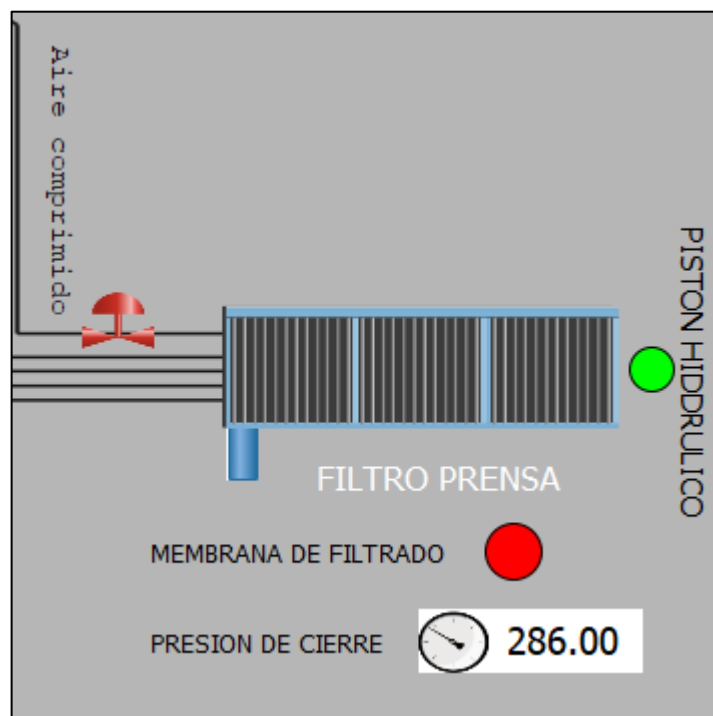 Aire comprimido
PISTON HIDDRULICO
FILTRO PRENSA
MEMBRANA DE FILTRADO
PRESION DE CIERRE
286.00